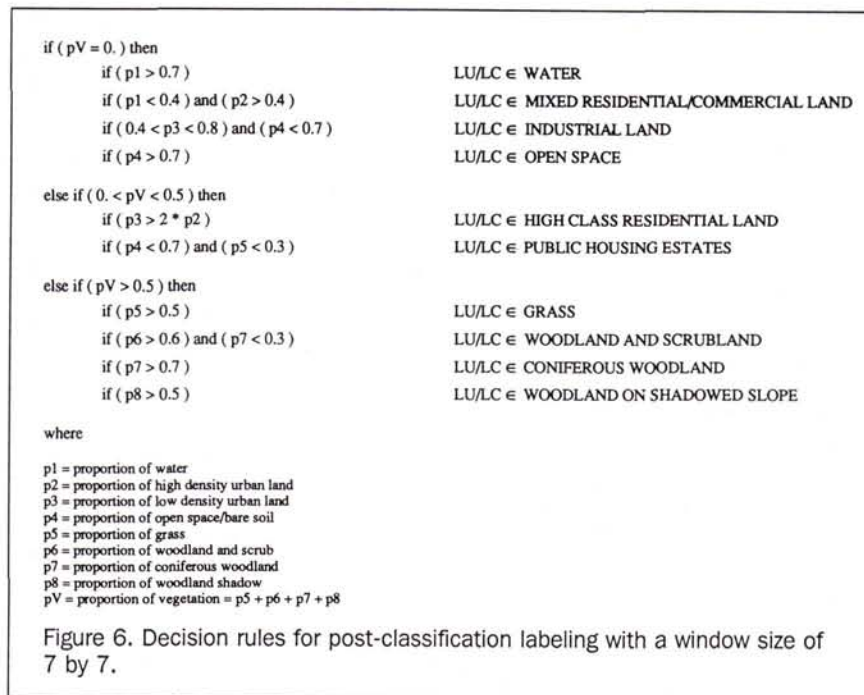 if ( pV = 0. ) then
if ( p1 > 0.7 ) LU/LC ∈ WATER
if ( p1 < 0.4 ) and ( p2 > 0.4 ) LU/LC ∈ MIXED RESIDENTIAL/COMMERCIAL LAND
if ( 0.4 < p3 < 0.8 ) and ( p4 < 0.7 ) LU/LC ∈ INDUSTRIAL LAND
if ( p4 > 0.7 ) LU/LC ∈ OPEN SPACE
else if ( 0. < pV < 0.5 ) then
if ( p3 > 2 * p2 ) LU/LC ∈ HIGH CLASS RESIDENTIAL LAND
if ( p4 < 0.7 ) and ( p5 < 0.3 ) LU/LC ∈ PUBLIC HOUSING ESTATES
else if ( pV > 0.5 ) then
if ( p5 > 0.5 ) LU/LC ∈ GRASS
if ( p6 > 0.6 ) and ( p7 < 0.3 ) LU/LC ∈ WOODLAND AND SCRUBLAND
if ( p7 > 0.7 ) LU/LC ∈ CONIFEROUS WOODLAND
if ( p8 > 0.5 ) LU/LC ∈ WOODLAND ON SHADOWED SLOPE
where
p1 = proportion of water
p2 = proportion of high density urban land
p3 = proportion of low density urban land
p4 = proportion of open space/bare soil
p5 = proportion of grass
p6 = proportion of woodland and scrub
p7 = proportion of coniferous woodland
p8 = proportion of woodland shadow
pV = proportion of vegetation = p5 + p6 + p7 + p8
Figure 6. Decision rules for post-classification labeling with a window size of
7 by 7.